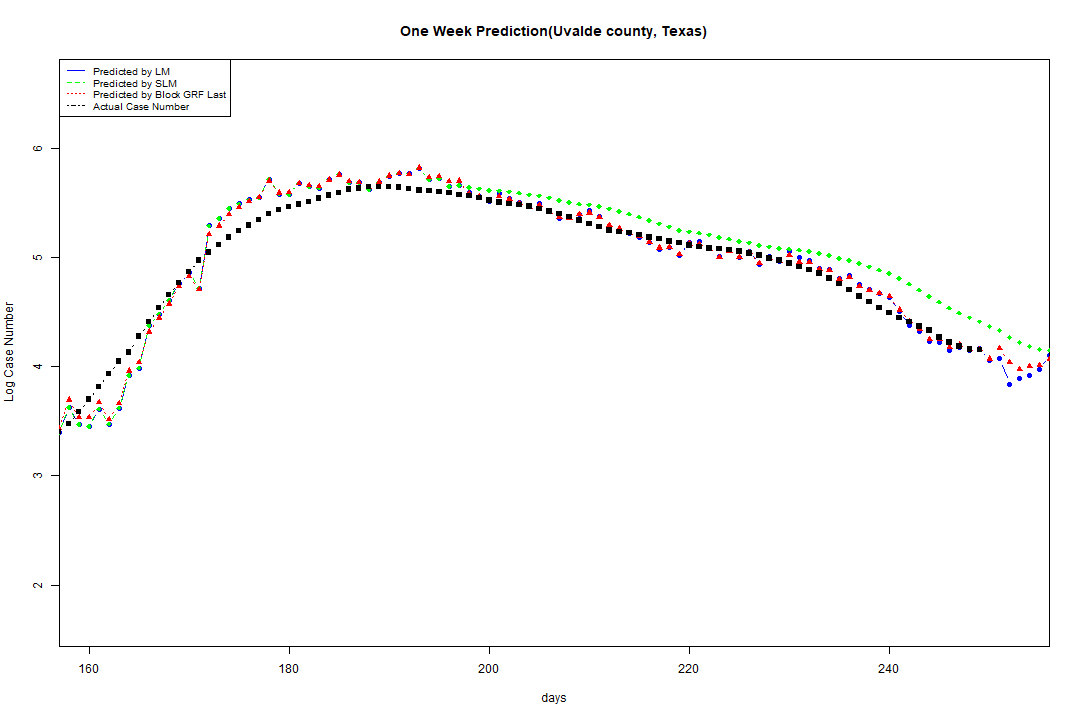 One Week Prediction(Uvalde county, Texas)
Predicted by LM
Predicted by SLM
Predicted by Block GRF Last
Actual Case Number
6
5
4
3
2
Log Case Number
160 180 200 220 240
days